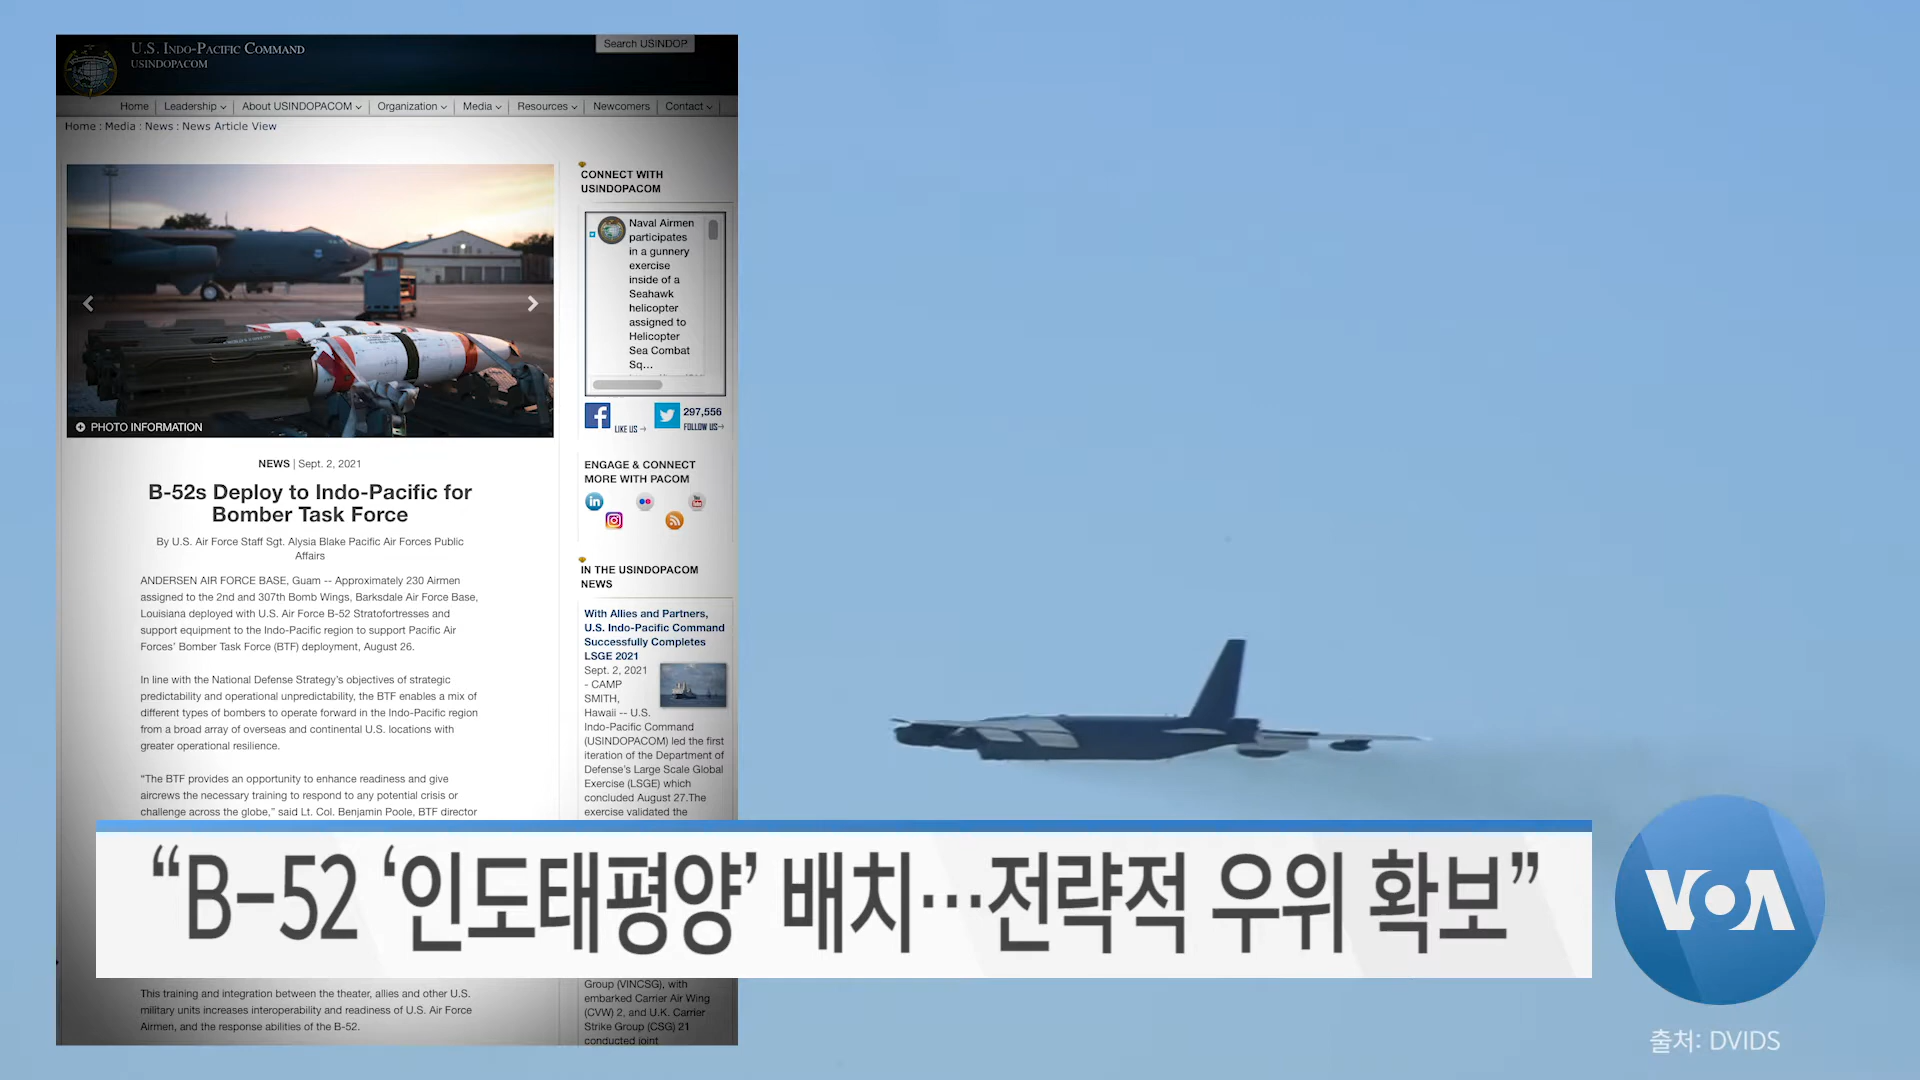 U.S. INDO-PACIFIC COMMAND
USINDOPACOM
Search USINDOP
Home
Leadership
About USINDOPACOM
Organization
Media
Resources
Newcomers
Contact
Home : Media : News : News Article View
PHOTO INFORMATION
NEWS | Sept. 2, 2021
B-52s Deploy to Indo-Pacific for
Bomber Task Force
By U.S. Air Force Staff Sgt. Alysia Blake Pacific Air Forces Public
Affairs
ANDERSEN AIR FORCE BASE, Guam -- Approximately 230 Airmen
assigned to the 2nd and 307th Bomb Wings, Barksdale Air Force Base,
Louisiana deployed with U.S. Air Force B-52 Stratofortresses and
support equipment to the Indo-Pacific region to support Pacific Air
Forces' Bomber Task Force (BTF) deployment, August 26.
In line with the National Defense Strategy's objectives of strategic
predictability and operational unpredictability, the BTF enables a mix of
different types of bombers to operate forward in the Indo-Pacific region
from a broad array of overseas and continental U.S. locations with
greater operational resilience.
“The BTF provides an opportunity to enhance readiness and give
aircrews the necessary training to respond to any potential crisis or
challenge across the globe,” said Lt. Col. Benjamin Poole, BTF director
This training and integration between the theater, allies and other U.S.
military units increases interoperability and readiness of U.S. Air Force
Airmen, and the response abilities of the B-52.
CONNECT WITH
USINDOPACOM
Naval Airmen
participates
in a gunnery
exercise
inside of a
Seahawk
helicopter
assigned to
Helicopter
Sea Combat
Sq...
LIKE US →
297,556
FOLLOW US→
ENGAGE & CONNECT
MORE WITH PACOM
IN THE USINDOPACOM
NEWS
With Allies and Partners,
U.S. Indo-Pacific Command
Successfully Completes
LSGE 2021
Sept. 2, 2021
- CAMP
SMITH,
Hawaii -- U.S.
Indo-Pacific Command
(USINDOPACOM) led the first
iteration of the Department of
Defense's Large Scale Global
Exercise (LSGE) which
concluded August 27.The
exercise validated the
Group (VINCSG), with
embarked Carrier Air Wing
(CVW) 2, and U.K. Carrier
Strike Group (CSG) 21
conducted joint
“B-52 ‘인도태평양’ 배치…전략적 우위 확보”
VOA
출처: DVIDS